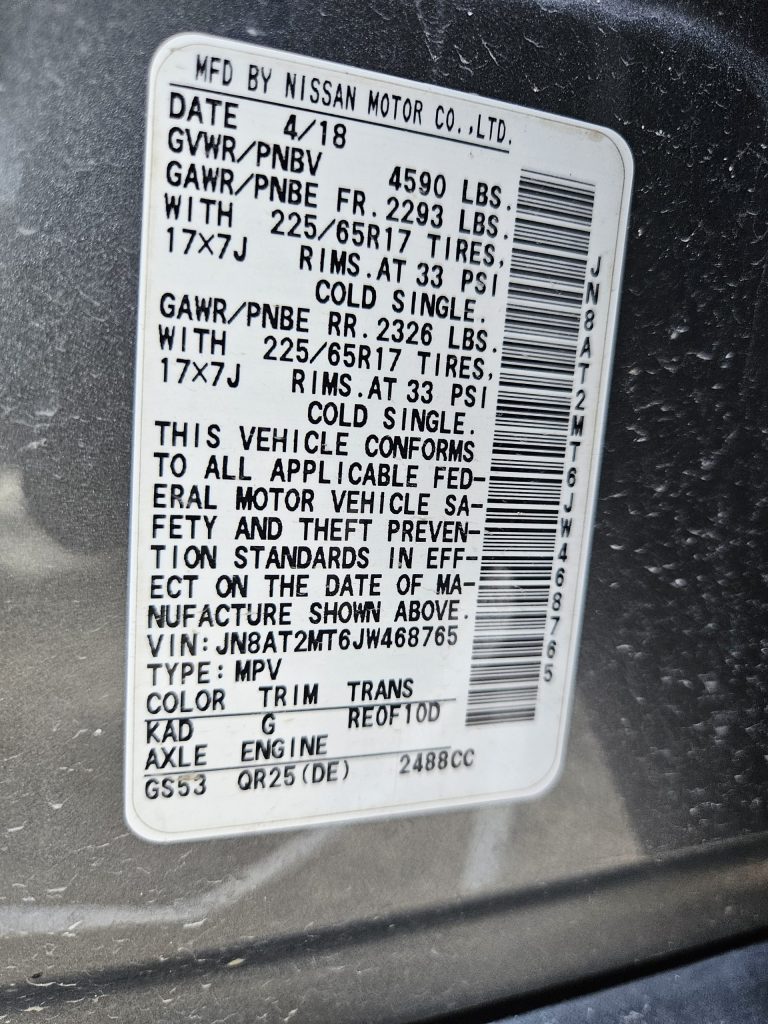 MFD BY NISSAN MOTOR CO.,LTD.
DATE 4/18
GVWR/PNBV 4590 LBS.
GAWR/PNBE FR. 2293 LBS.
WITH 225/65R17 TIRES,
17×7J RIMS. AT 33 PSI
COLD SINGLE.
GAWR/PNBE RR. 2326 LBS.
WITH 225/65R17 TIRES,
17×7J RIMS. AT 33 PSI
COLD SINGLE.
THIS VEHICLE CONFORMS
TO ALL APPLICABLE FED-
ERAL MOTOR VEHICLE SA-
FETY AND THEFT PREVEN-
TION STANDARDS IN EFF-
ECT ON THE DATE OF MA-
NUFACTURE SHOWN ABOVE.
VIN:JN8AT2MT6JW468765
TYPE:MPV
COLOR TRIM TRANS
KAD G RE0F10D
AXLE ENGINE
GS53 QR25(DE) 2488CC
JN8AT2MT6JW468765